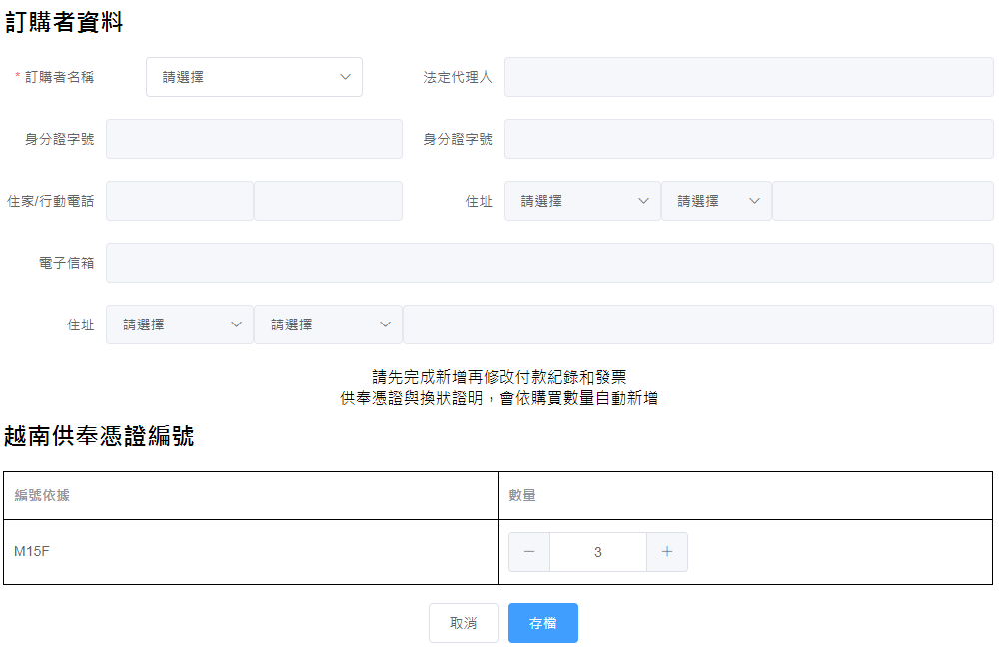 訂購者資料
* 訂購者名稱 請選擇 法定代理人
身分證字號 身分證字號
住家/行動電話 住址 請選擇 請選擇
電子信箱
住址 請選擇 請選擇
請先完成新增再修改付款紀錄和發票
供奉憑證與換狀證明，會依購買數量自動新增
越南供奉憑證編號
編號依據 數量
M15F − 3 +
取消 存檔